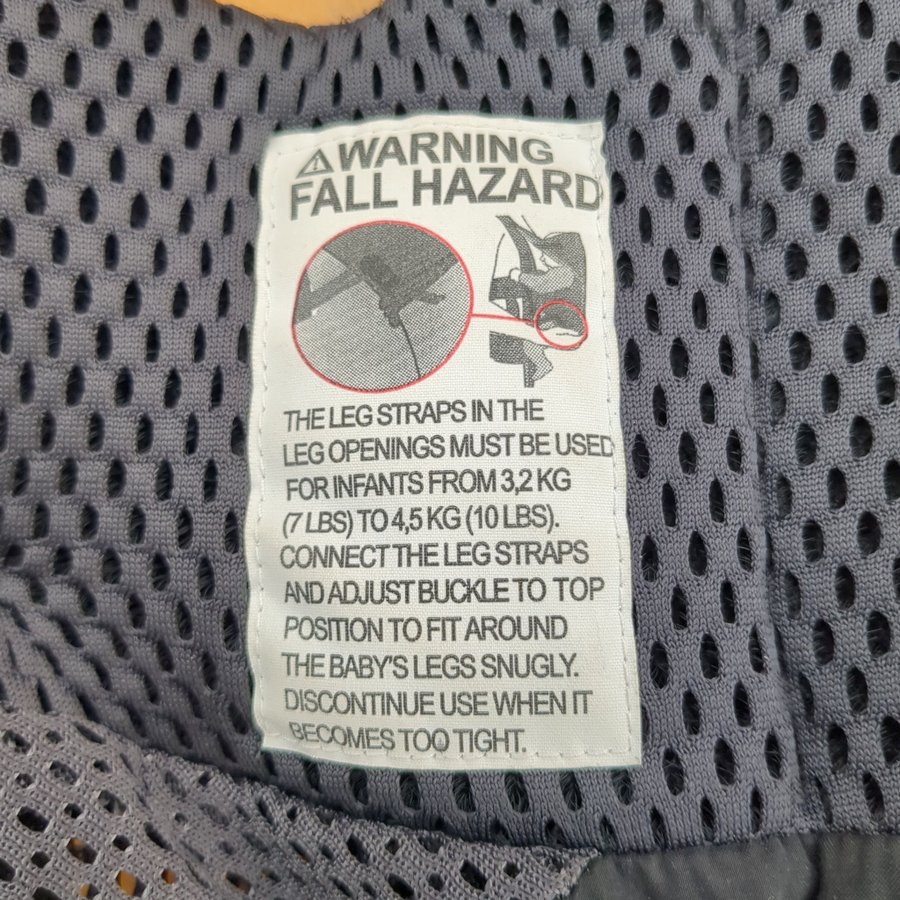 ⚠WARNING
FALL HAZARD
THE LEG STRAPS IN THE
LEG OPENINGS MUST BE USED
FOR INFANTS FROM 3,2 KG
(7 LBS) TO 4,5 KG (10 LBS).
CONNECT THE LEG STRAPS
AND ADJUST BUCKLE TO TOP
POSITION TO FIT AROUND
THE BABY'S LEGS SNUGLY.
DISCONTINUE USE WHEN IT
BECOMES TOO TIGHT.